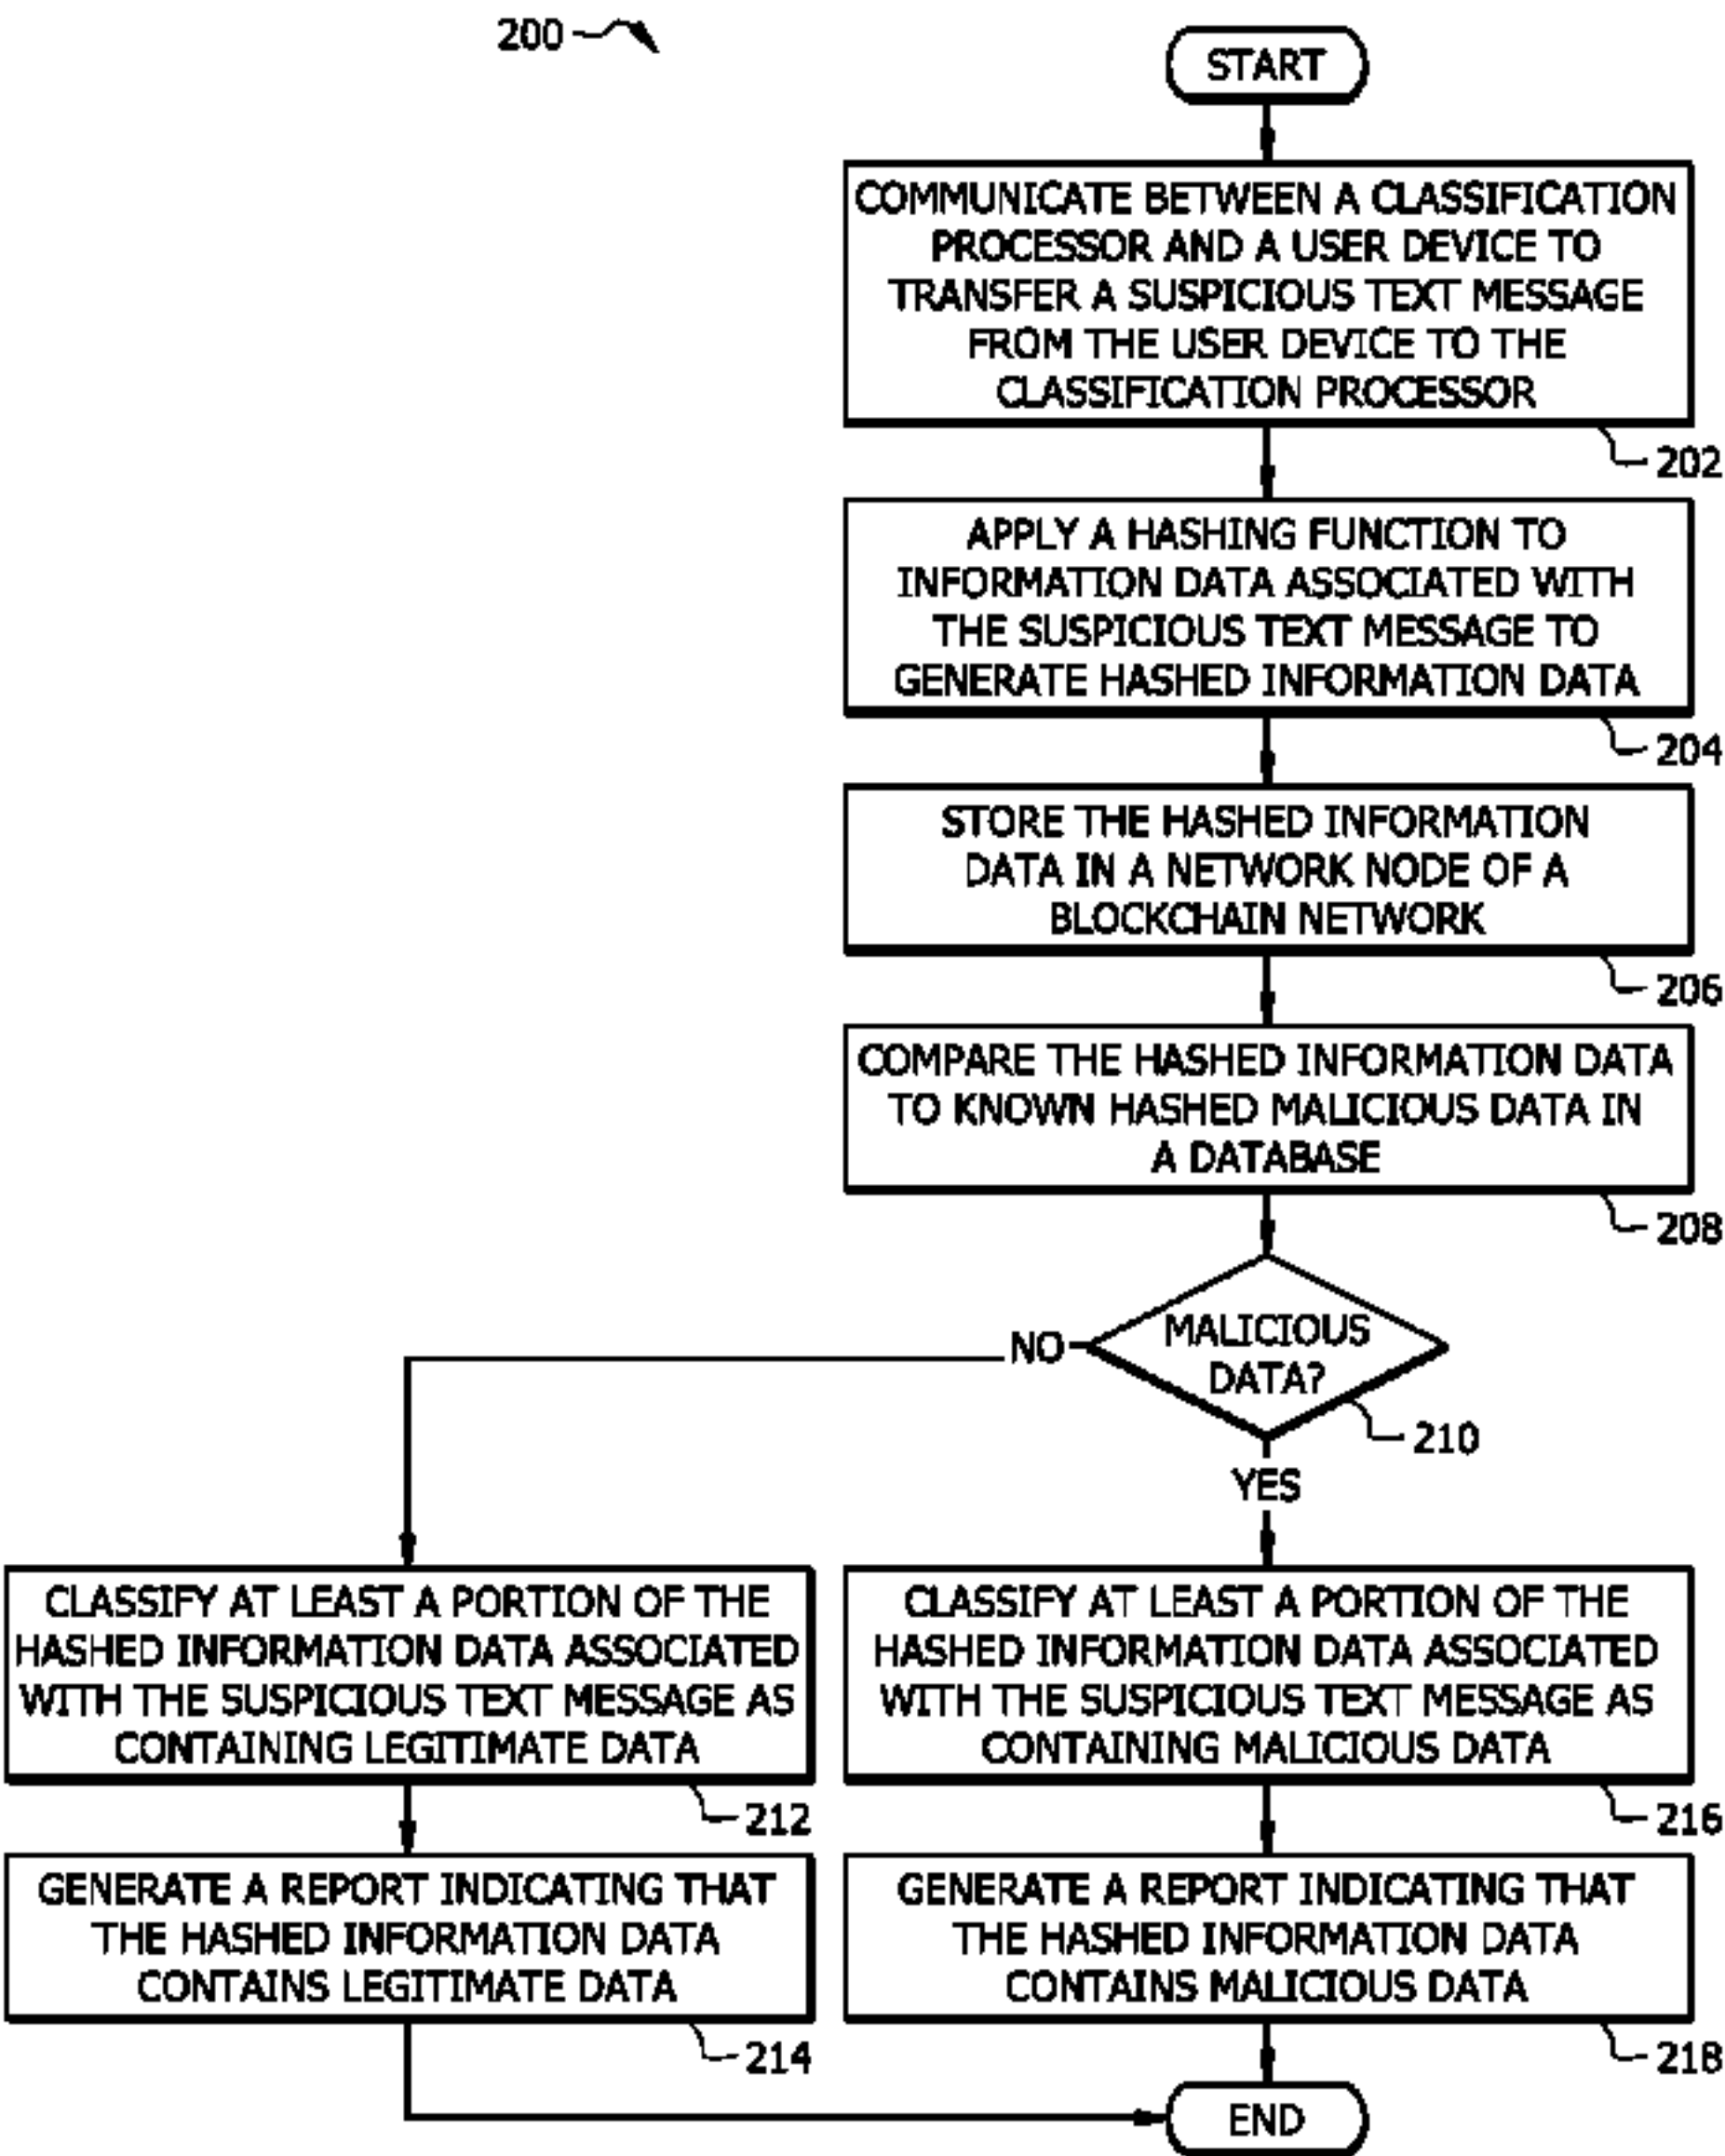 200
START
COMMUNICATE BETWEEN A CLASSIFICATION
PROCESSOR AND A USER DEVICE TO
TRANSFER A SUSPICIOUS TEXT MESSAGE
FROM THE USER DEVICE TO THE
CLASSIFICATION PROCESSOR
202
APPLY A HASHING FUNCTION TO
INFORMATION DATA ASSOCIATED WITH
THE SUSPICIOUS TEXT MESSAGE TO
GENERATE HASHED INFORMATION DATA
204
STORE THE HASHED INFORMATION
DATA IN A NETWORK NODE OF A
BLOCKCHAIN NETWORK
206
COMPARE THE HASHED INFORMATION DATA
TO KNOWN HASHED MALICIOUS DATA IN
A DATABASE
208
MALICIOUS
DATA?
210
NO
YES
CLASSIFY AT LEAST A PORTION OF THE
HASHED INFORMATION DATA ASSOCIATED
WITH THE SUSPICIOUS TEXT MESSAGE AS
CONTAINING LEGITIMATE DATA
212
GENERATE A REPORT INDICATING THAT
THE HASHED INFORMATION DATA
CONTAINS LEGITIMATE DATA
214
CLASSIFY AT LEAST A PORTION OF THE
HASHED INFORMATION DATA ASSOCIATED
WITH THE SUSPICIOUS TEXT MESSAGE AS
CONTAINING MALICIOUS DATA
216
GENERATE A REPORT INDICATING THAT
THE HASHED INFORMATION DATA
CONTAINS MALICIOUS DATA
218
END